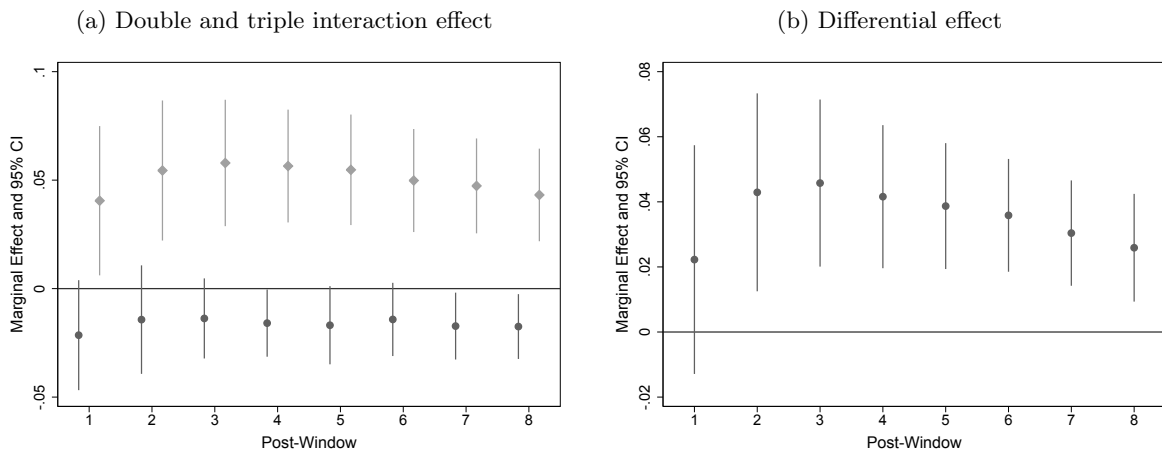 (a) Double and triple interaction effect
Marginal Effect and 95% CI
.1
.05
0
-.05
1 2 3 4 5 6 7 8
Post-Window
(b) Differential effect
Marginal Effect and 95% CI
.08
.06
.04
.02
0
-.02
1 2 3 4 5 6 7 8
Post-Window